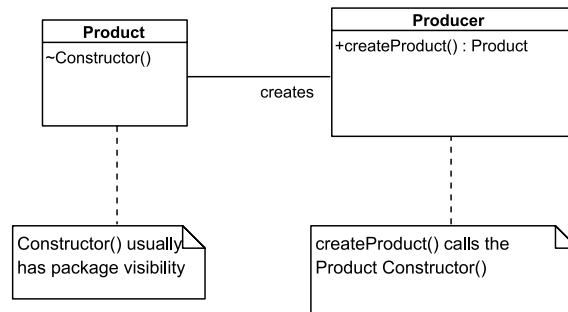 Product
~Constructor()
Producer
+createProduct() : Product
creates
Constructor() usually
has package visibility
createProduct() calls the
Product Constructor()